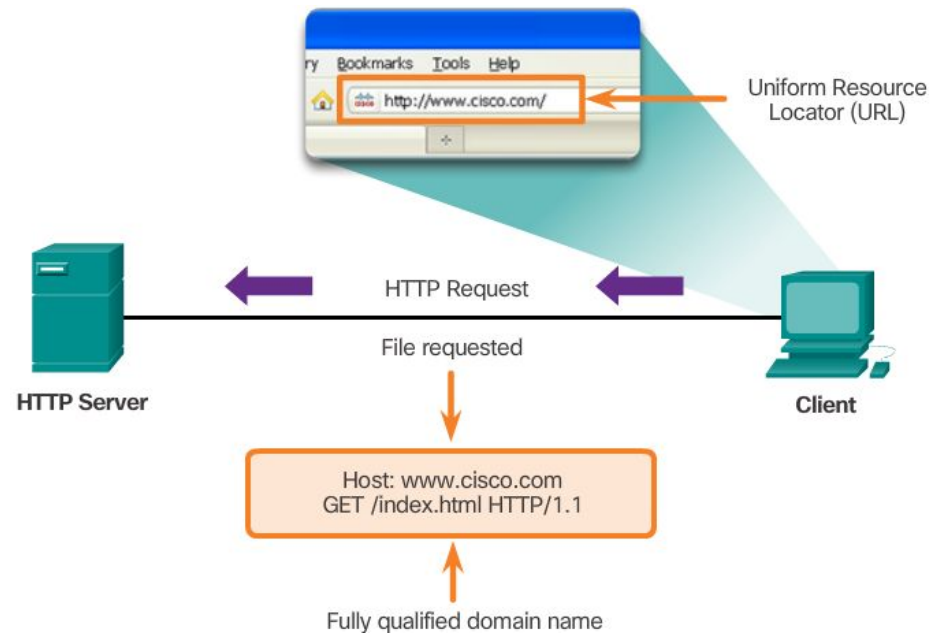 ry Bookmarks Tools Help
cisco http://www.cisco.com/
Uniform Resource
Locator (URL)
HTTP Request
File requested
HTTP Server
Client
Host: www.cisco.com
GET /index.html HTTP/1.1
Fully qualified domain name